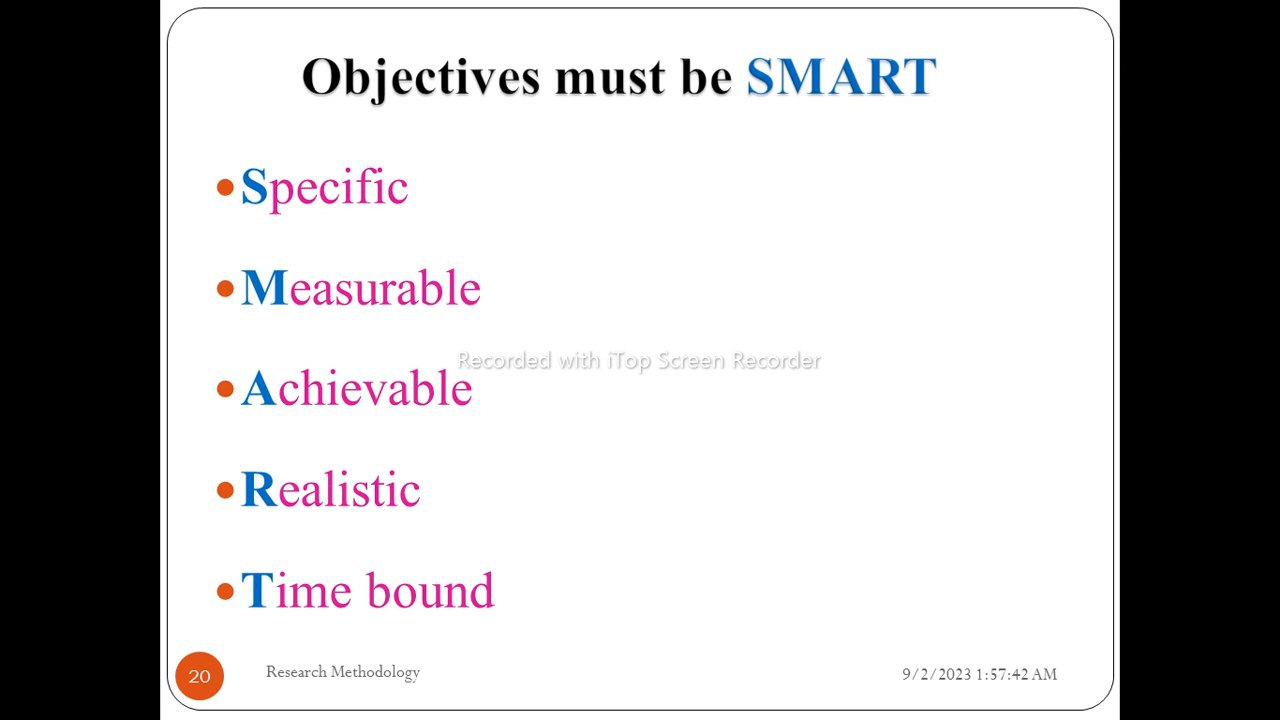 Objectives must be SMART
•Specific
•Measurable
Recorded with iTop Screen Recorder
•Achievable
•Realistic
•Time bound
20
Research Methodology
9/2/2023 1:57:42 AM